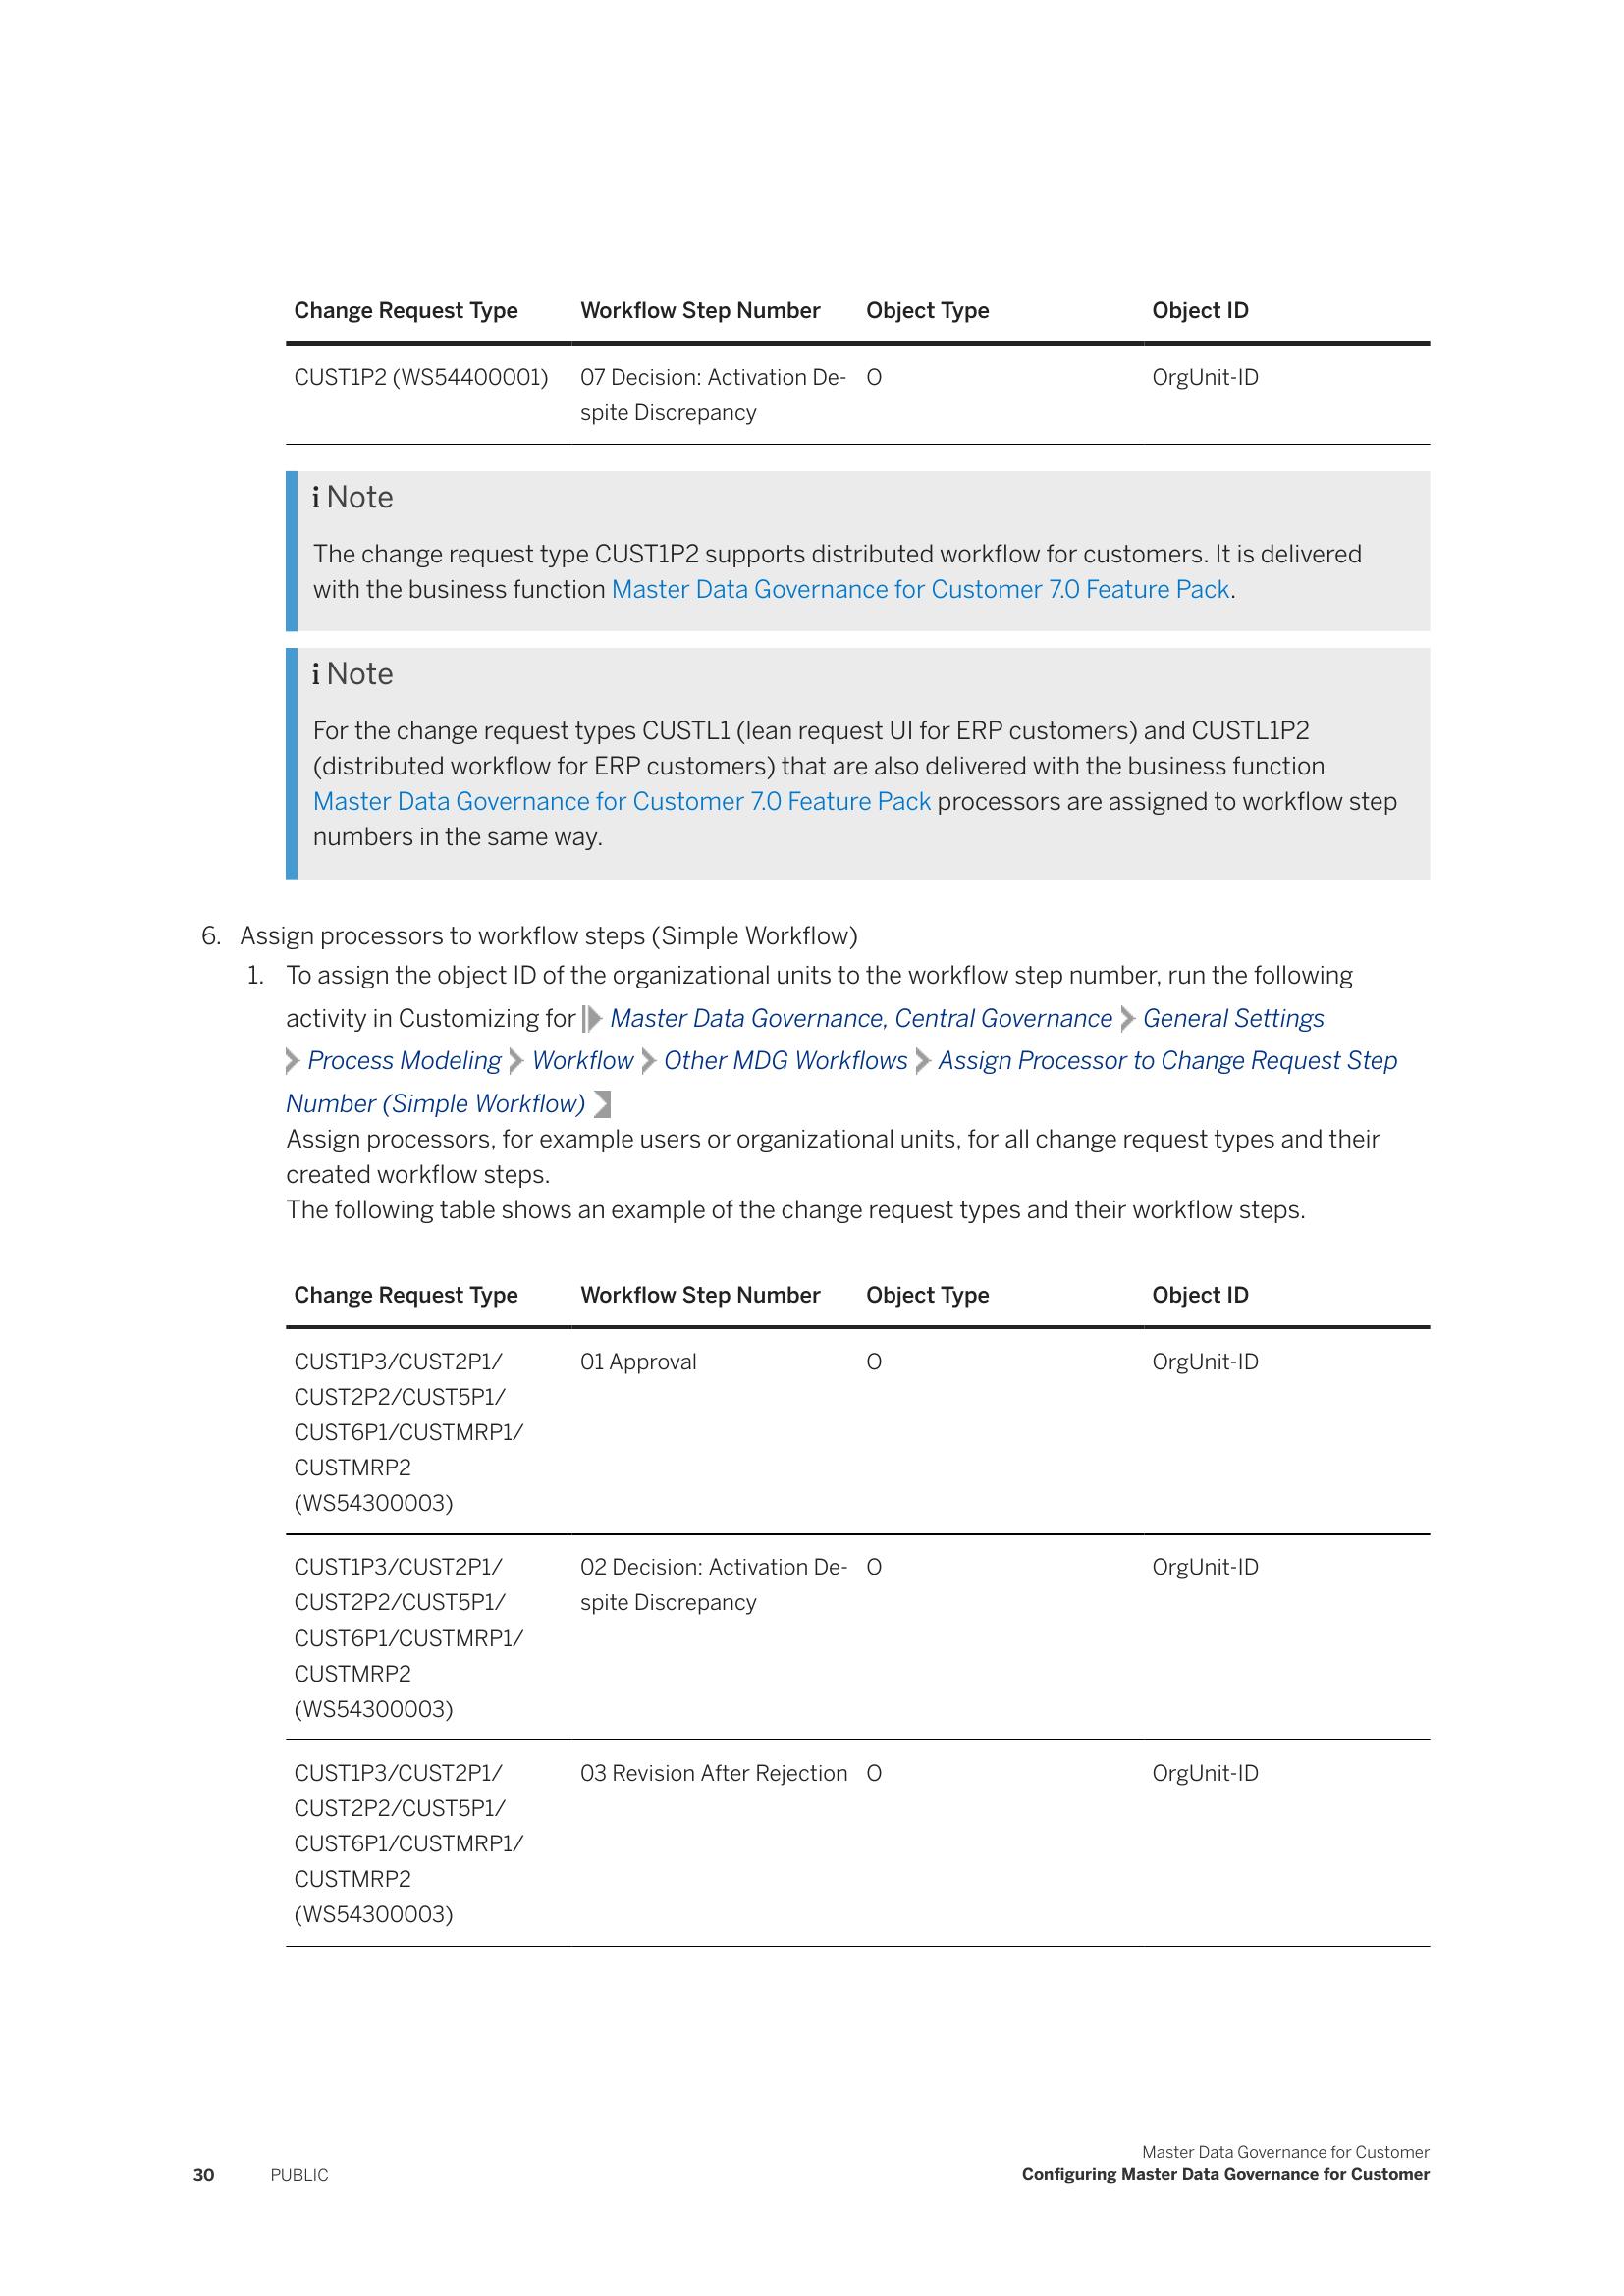 Change Request Type Workflow Step Number Object Type Object ID
CUST1P2 (WS54400001) 07 Decision: Activation De- O OrgUnit-ID
spite Discrepancy
i Note
The change request type CUST1P2 supports distributed workflow for customers. It is delivered
with the business function Master Data Governance for Customer 7.0 Feature Pack.
i Note
For the change request types CUSTL1 (lean request UI for ERP customers) and CUSTL1P2
(distributed workflow for ERP customers) that are also delivered with the business function
Master Data Governance for Customer 7.0 Feature Pack processors are assigned to workflow step
numbers in the same way.
6. Assign processors to workflow steps (Simple Workflow)
1. To assign the object ID of the organizational units to the workflow step number, run the following
activity in Customizing for Master Data Governance, Central Governance General Settings
Process Modeling Workflow Other MDG Workflows Assign Processor to Change Request Step
Number (Simple Workflow)
Assign processors, for example users or organizational units, for all change request types and their
created workflow steps.
The following table shows an example of the change request types and their workflow steps.
Change Request Type Workflow Step Number Object Type Object ID
CUST1P3/CUST2P1/ 01 Approval O OrgUnit-ID
CUST2P2/CUST5P1/
CUST6P1/CUSTMRP1/
CUSTMRP2
(WS54300003)
CUST1P3/CUST2P1/ 02 Decision: Activation De- O OrgUnit-ID
CUST2P2/CUST5P1/ spite Discrepancy
CUST6P1/CUSTMRP1/
CUSTMRP2
(WS54300003)
CUST1P3/CUST2P1/ 03 Revision After Rejection O OrgUnit-ID
CUST2P2/CUST5P1/
CUST6P1/CUSTMRP1/
CUSTMRP2
(WS54300003)
Master Data Governance for Customer
30 PUBLIC Configuring Master Data Governance for Customer